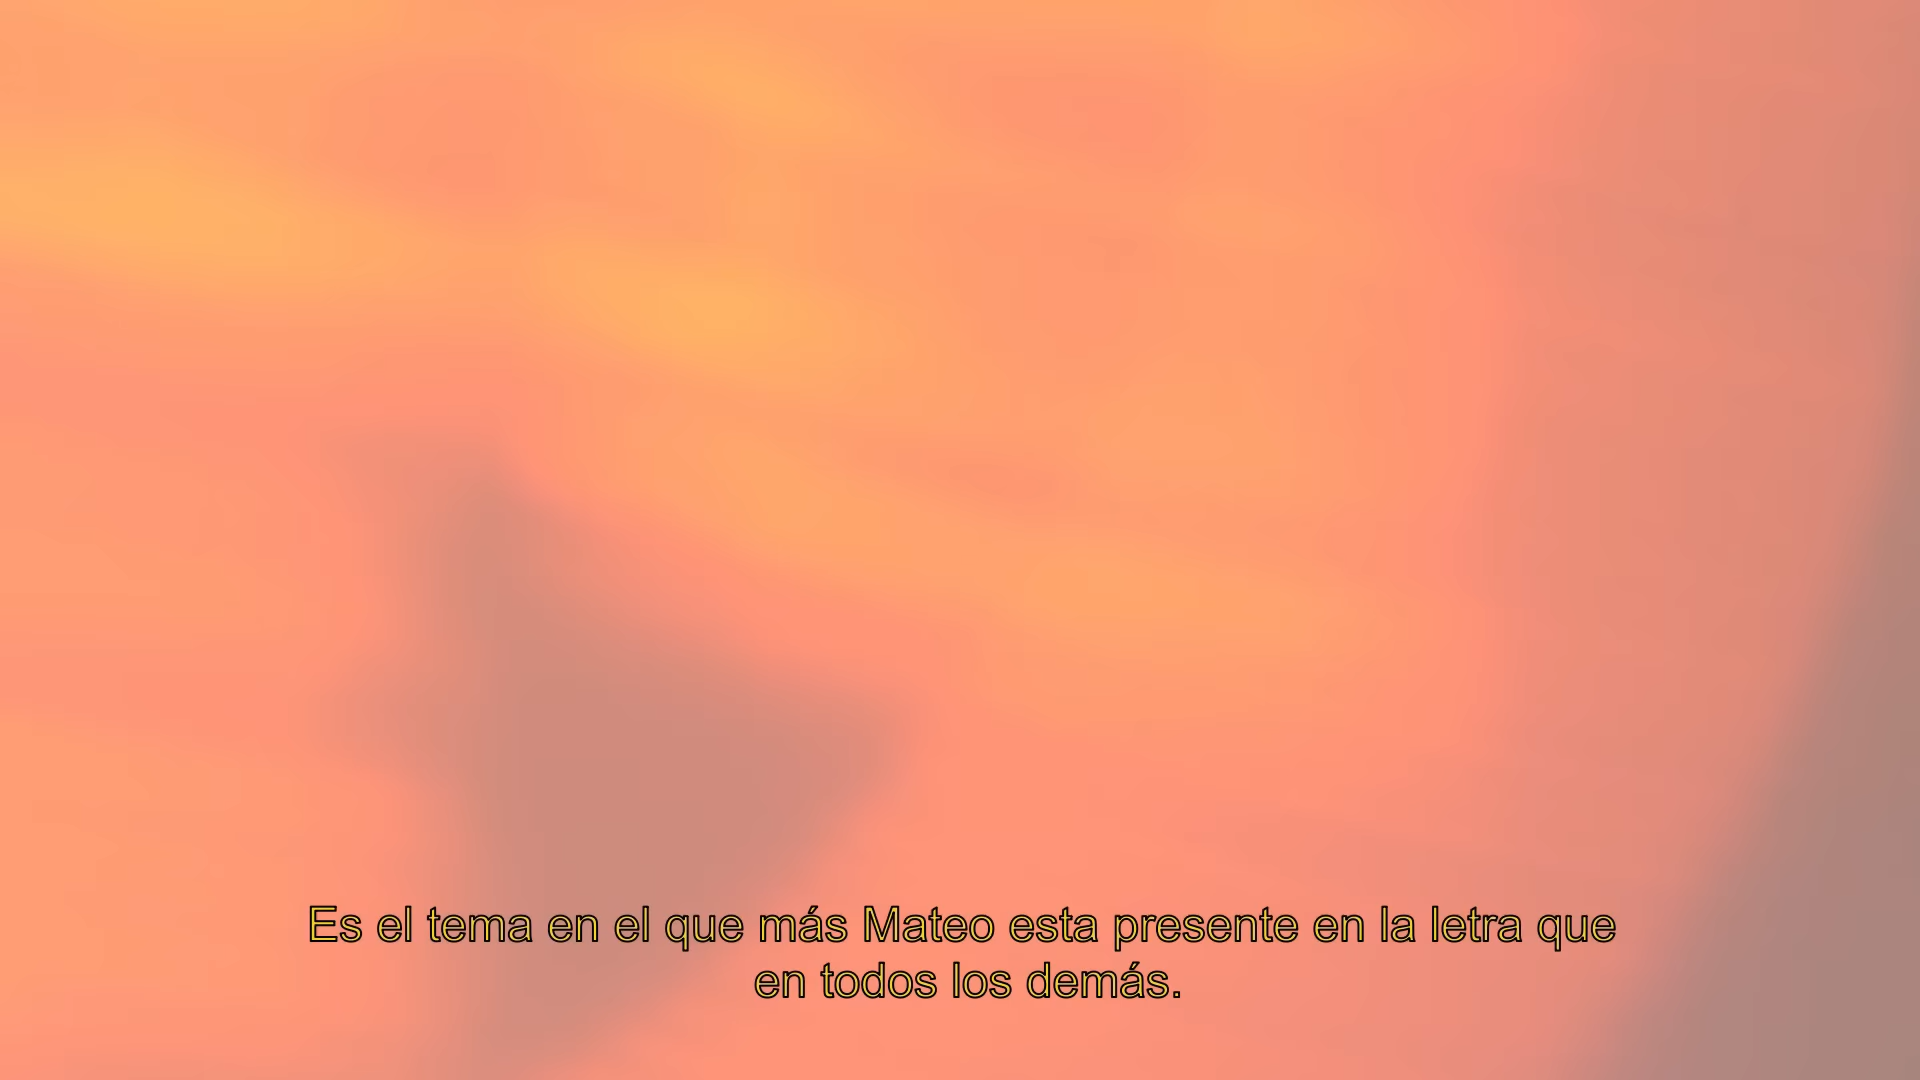 Es el tema en el que más Mateo esta presente en la letra que
en todos los demás.